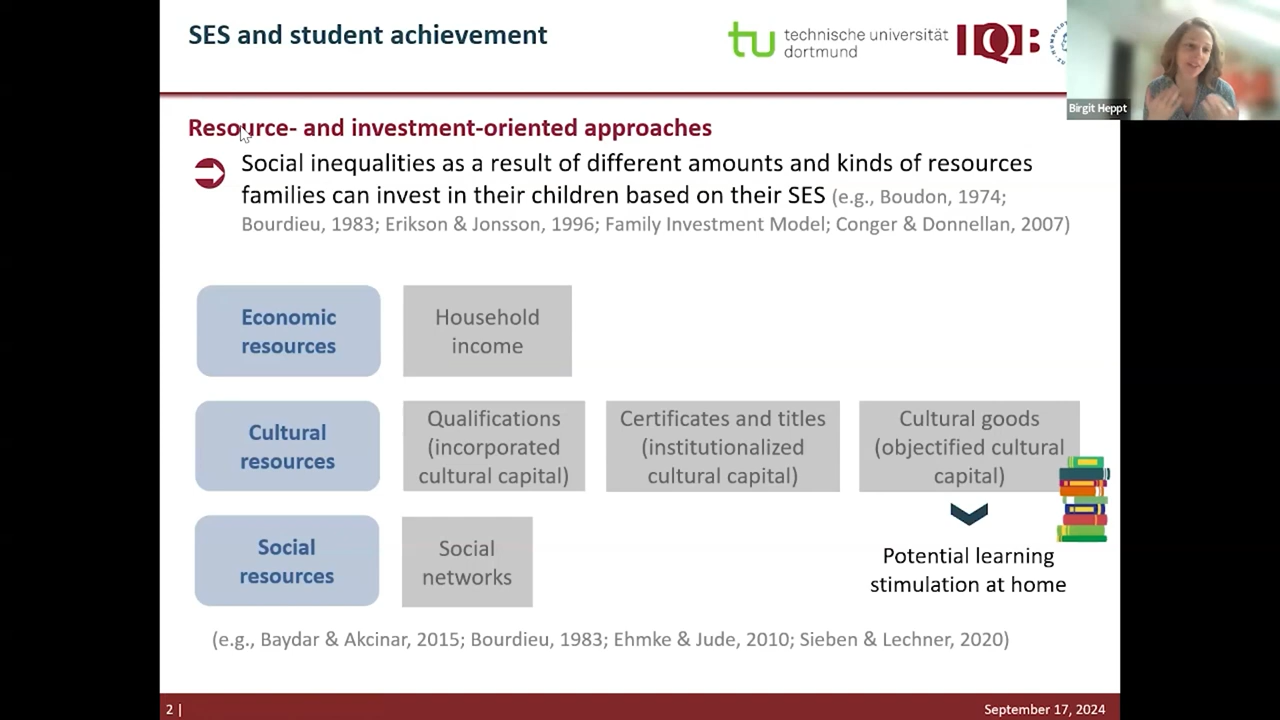 SES and student achievement
tu technische universität
dortmund
IQB
Birgit Heppt
Resource- and investment-oriented approaches
Social inequalities as a result of different amounts and kinds of resources
families can invest in their children based on their SES (e.g., Boudon, 1974;
Bourdieu, 1983; Erikson & Jonsson, 1996; Family Investment Model; Conger & Donnellan, 2007)
Economic
resources
Household
income
Cultural
resources
Qualifications
(incorporated
cultural capital)
Certificates and titles
(institutionalized
cultural capital)
Cultural goods
(objectified cultural
capital)
Potential learning
stimulation at home
Social
resources
Social
networks
(e.g., Baydar & Akcinar, 2015; Bourdieu, 1983; Ehmke & Jude, 2010; Sieben & Lechner, 2020)
2 |
September 17, 2024